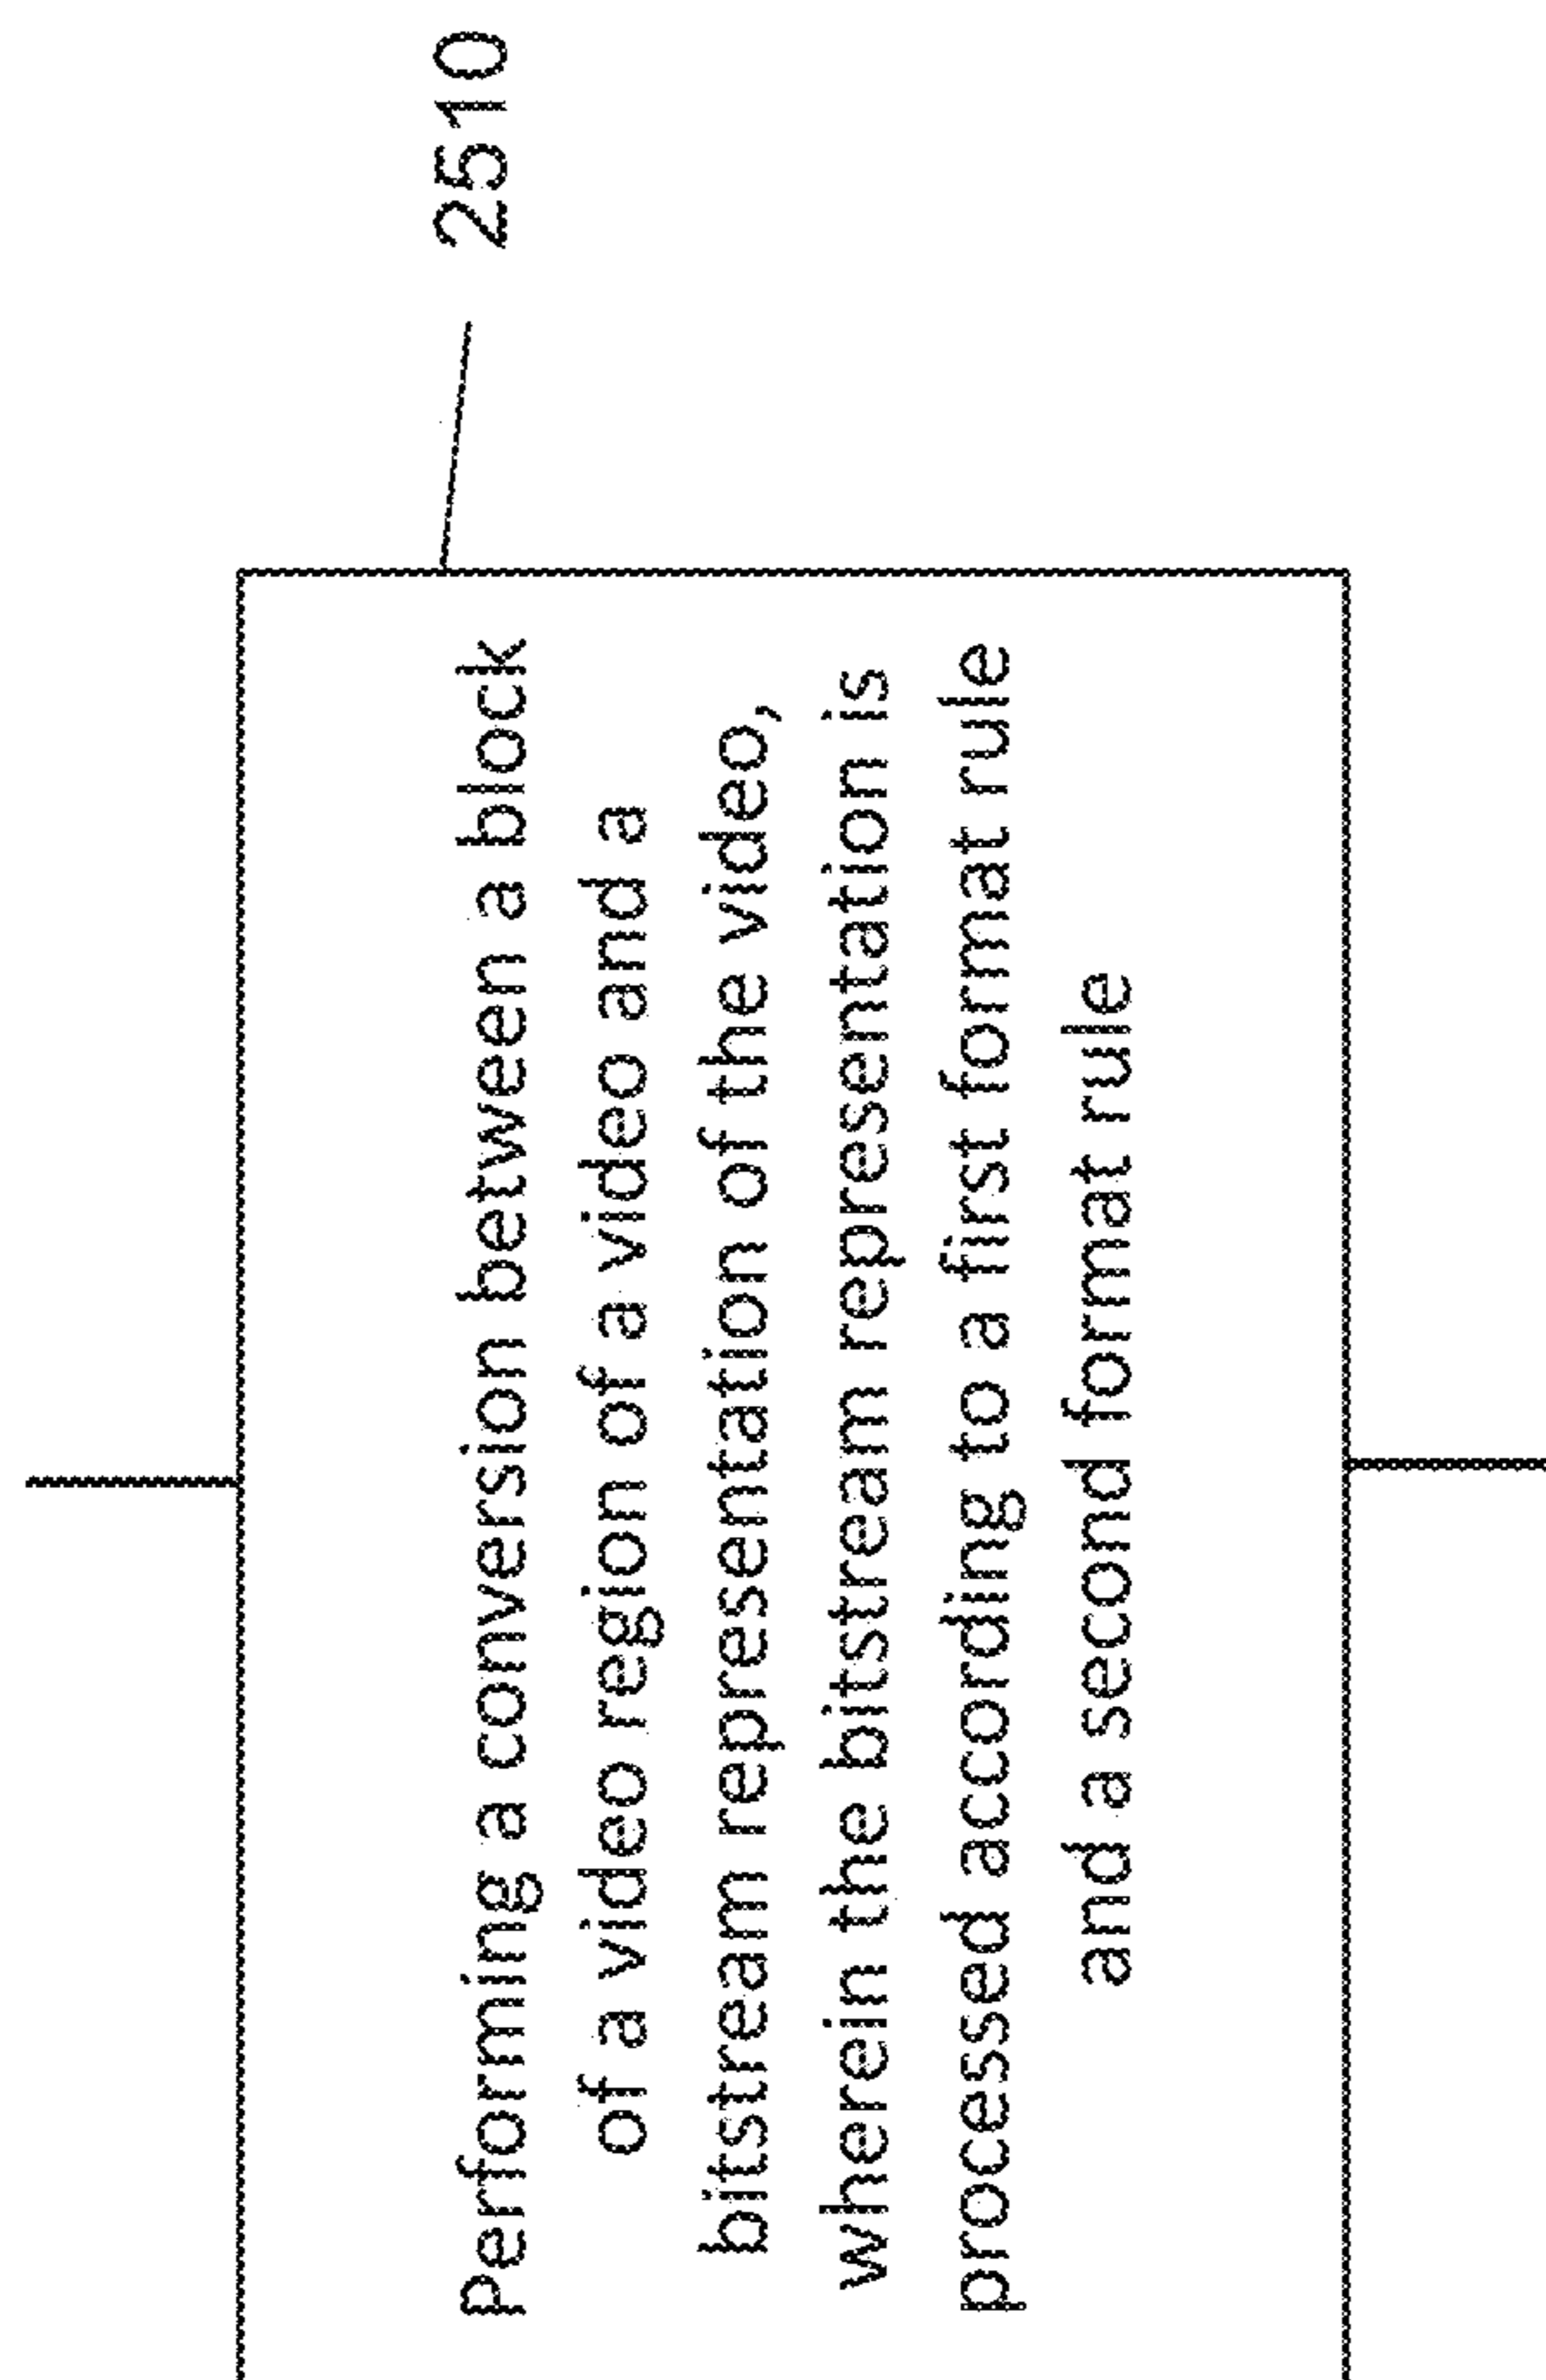 2510
Performing a conversion between a block
of a video region of a video and a
bitstream representation of the video,
wherein the bitstream representation is
processed according to a first format rule
and a second format rule